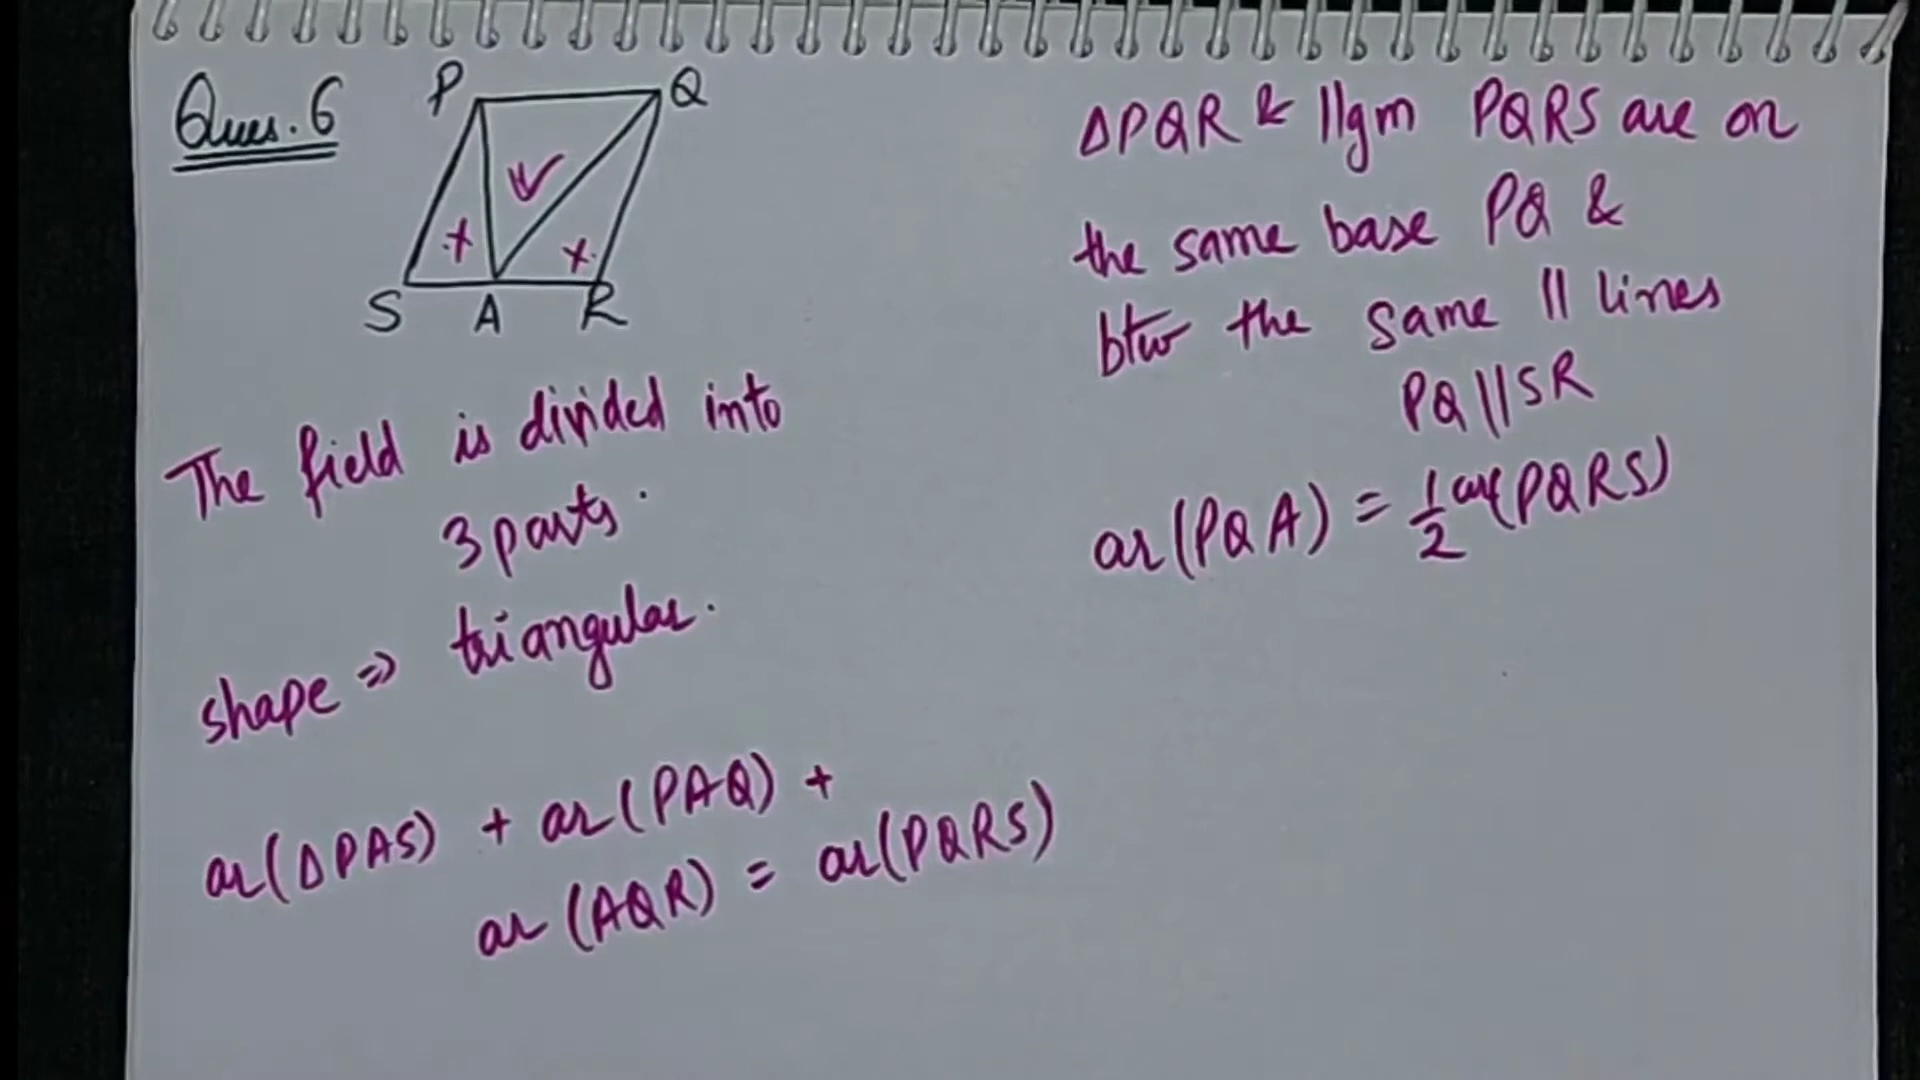 Ques. 6
P Q
S A R
The field is divided into
3 parts.
shape => triangular.
ar(ΔPAS) + ar(PAQ) +
ar(AQR) = ar(PQRS)
ΔPQR & llgm PQRS are on
the same base PQ &
btw the same || lines
PQ || SR
ar(PQA) = 1/2 ar(PQRS)